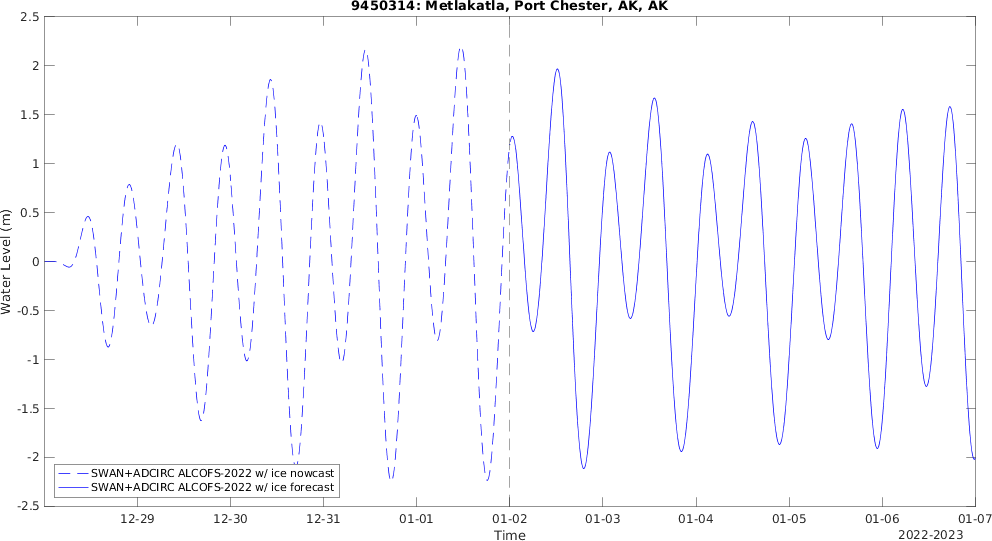 9450314: Metlakatla, Port Chester, AK, AK
2.5
2
1.5
1
0.5
0
-0.5
-1
-1.5
-2
-2.5
Water Level (m)
SWAN+ADCIRC ALCOFS-2022 w/ ice nowcast
SWAN+ADCIRC ALCOFS-2022 w/ ice forecast
12-29 12-30 12-31 01-01 01-02 01-03 01-04 01-05 01-06 01-07
Time
2022-2023